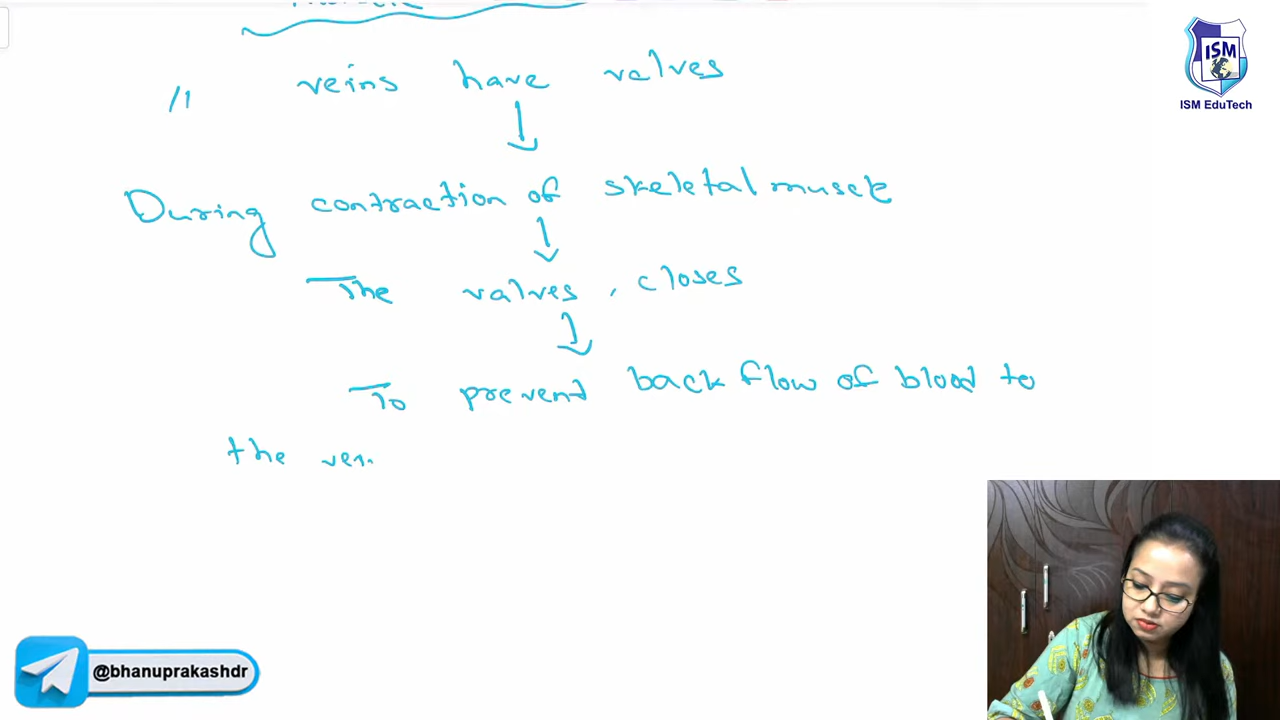 veins have valves
During contraction of skeletal muscle
The valves, closes
To prevent back flow of blood to
the
ISM
ISM EduTech
@bhanuprakashdr